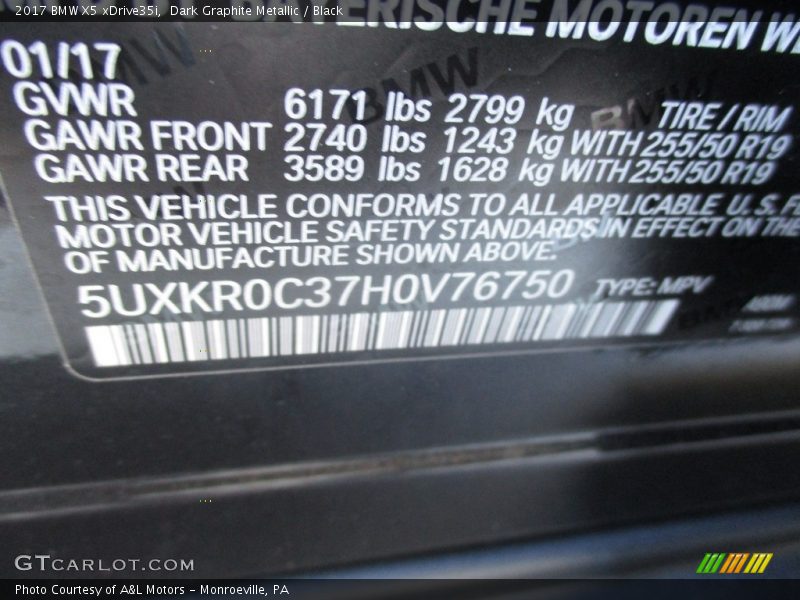 2017 BMW X5 xDrive35i, Dark Graphite Metallic / Black
BAYERISCHE MOTOREN WE
01/17
GVWR 6171 lbs 2799 kg TIRE / RIM
GAWR FRONT 2740 lbs 1243 kg WITH 255/50 R19
GAWR REAR 3589 lbs 1628 kg WITH 255/50 R19
THIS VEHICLE CONFORMS TO ALL APPLICABLE U.S. FE
MOTOR VEHICLE SAFETY STANDARDS IN EFFECT ON THE
OF MANUFACTURE SHOWN ABOVE.
5UXKR0C37H0V76750 TYPE: MPV
GTCARLOT.COM
Photo Courtesy of A&L Motors - Monroeville, PA